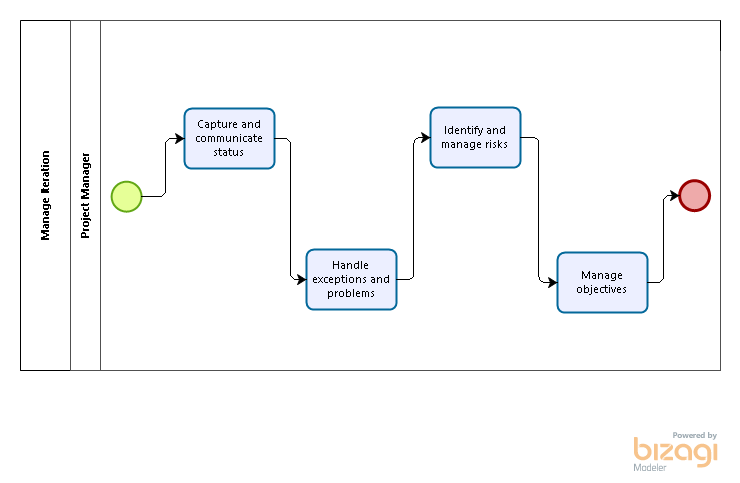 Manage Iteration
Project Manager
Capture and
communicate
status
Handle
exceptions and
problems
Identify and
manage risks
Manage
objectives
Powered by
bizagi
Modeler